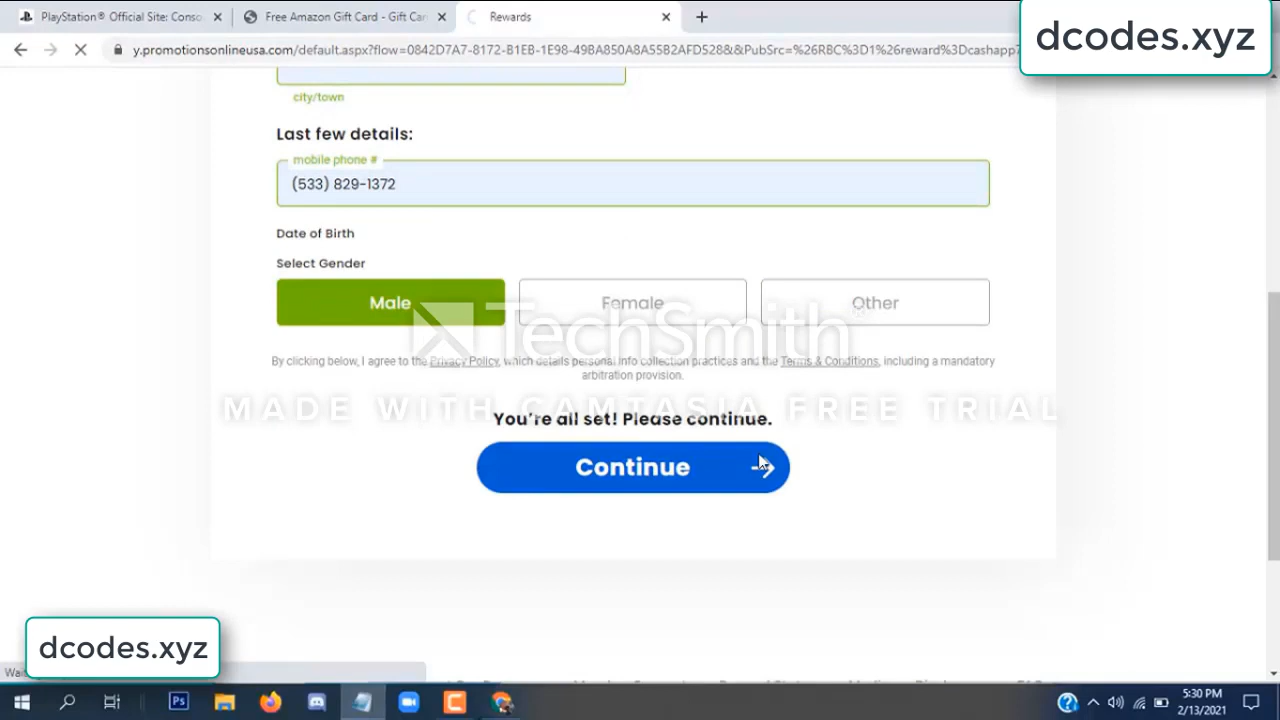 PlayStation® Official Site: Conso
Free Amazon Gift Card - Gift Car
Rewards
y.promotionsonlineusa.com/default.aspx?flow=0842D7A7-8172-B1EB-1E98-49BA850A8A55B2AFD528&&PubSrc=%26RBC%3D1%26reward%3Dcashapp7
dcodes.xyz
city/town
Last few details:
mobile phone #
(533) 829-1372
Date of Birth
Select Gender
Male
Female
Other
TechSmith
By clicking below, I agree to the Privacy Policy, which details personal info collection practices and the Terms & Conditions, including a mandatory
arbitration provision.
MADE WITH CAMTASIA FREE TRIAL
You're all set! Please continue.
Continue
dcodes.xyz
Ps
5:30 PM
2/13/2021